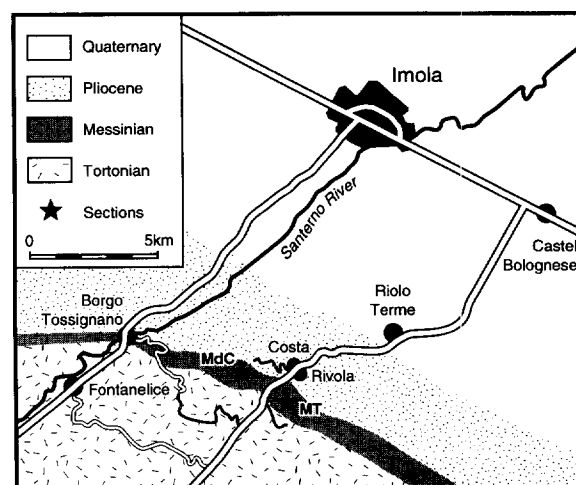 Quaternary
Pliocene
Messinian
Tortonian
Sections
0 5km
Imola
Santerno River
Castel
Bolognese
Riolo
Terme
Borgo
Tossignano
Costa
MdC
Rivola
Fontanelice
MT